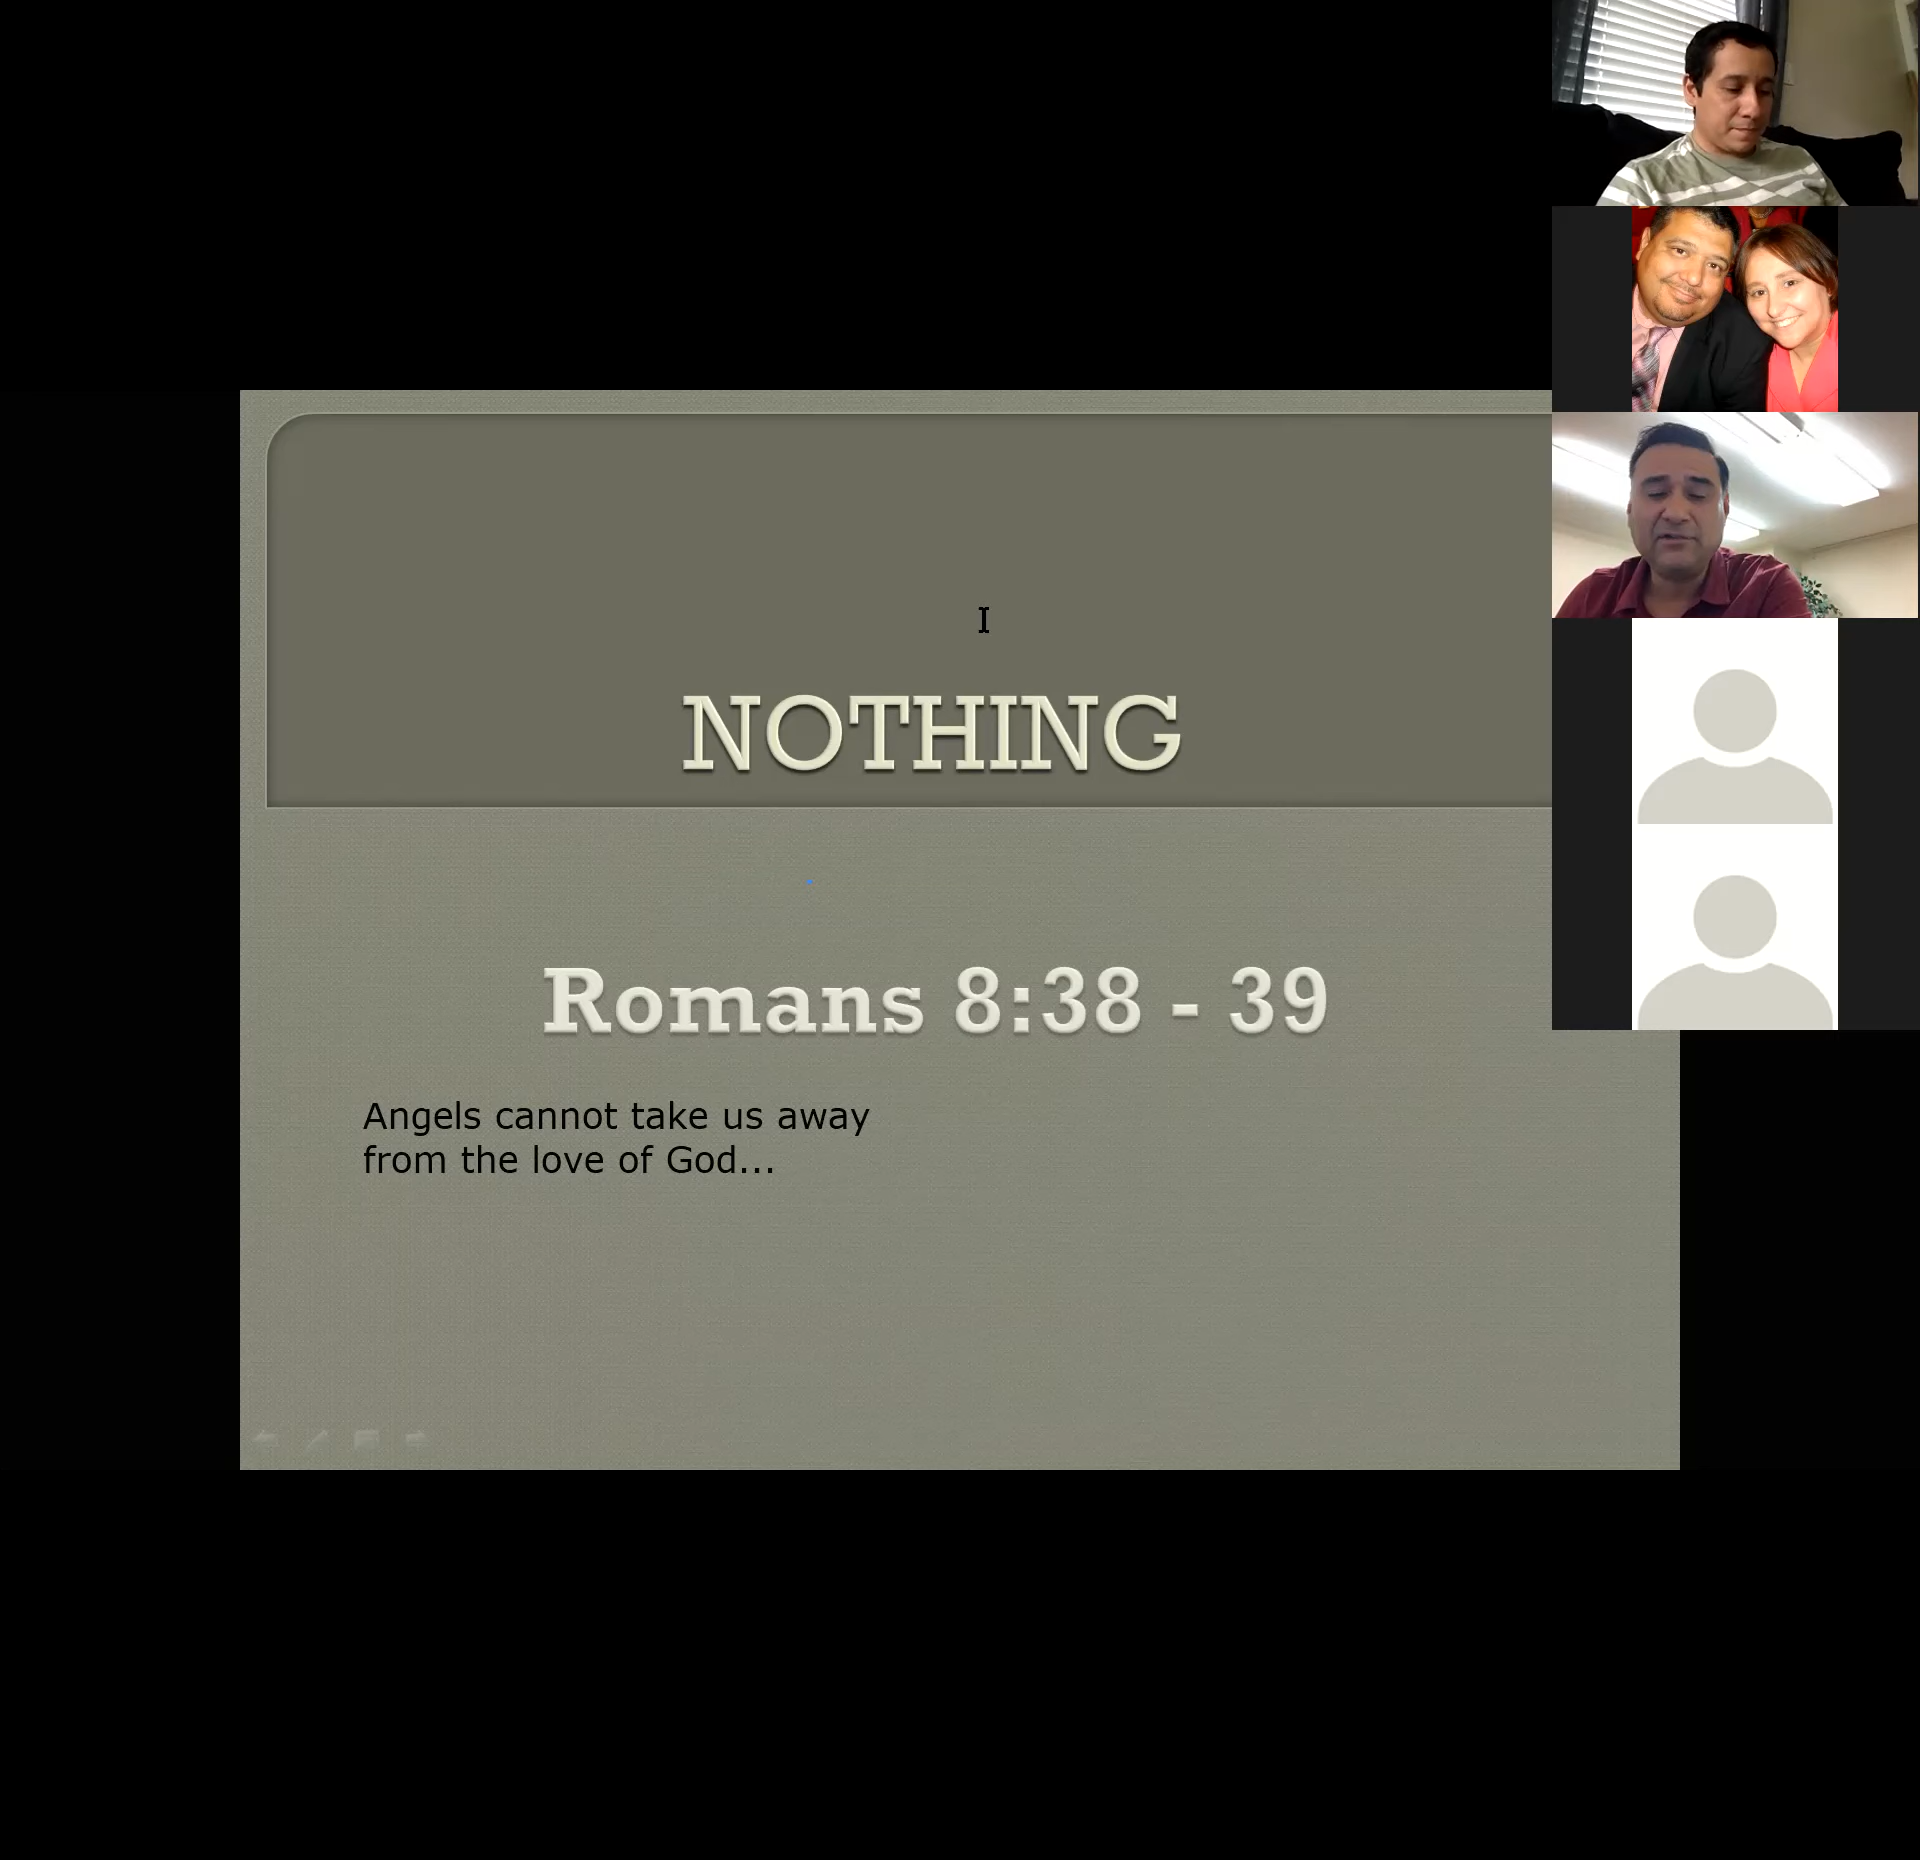 NOTHING
Romans 8:38 - 39
Angels cannot take us away
from the love of God...